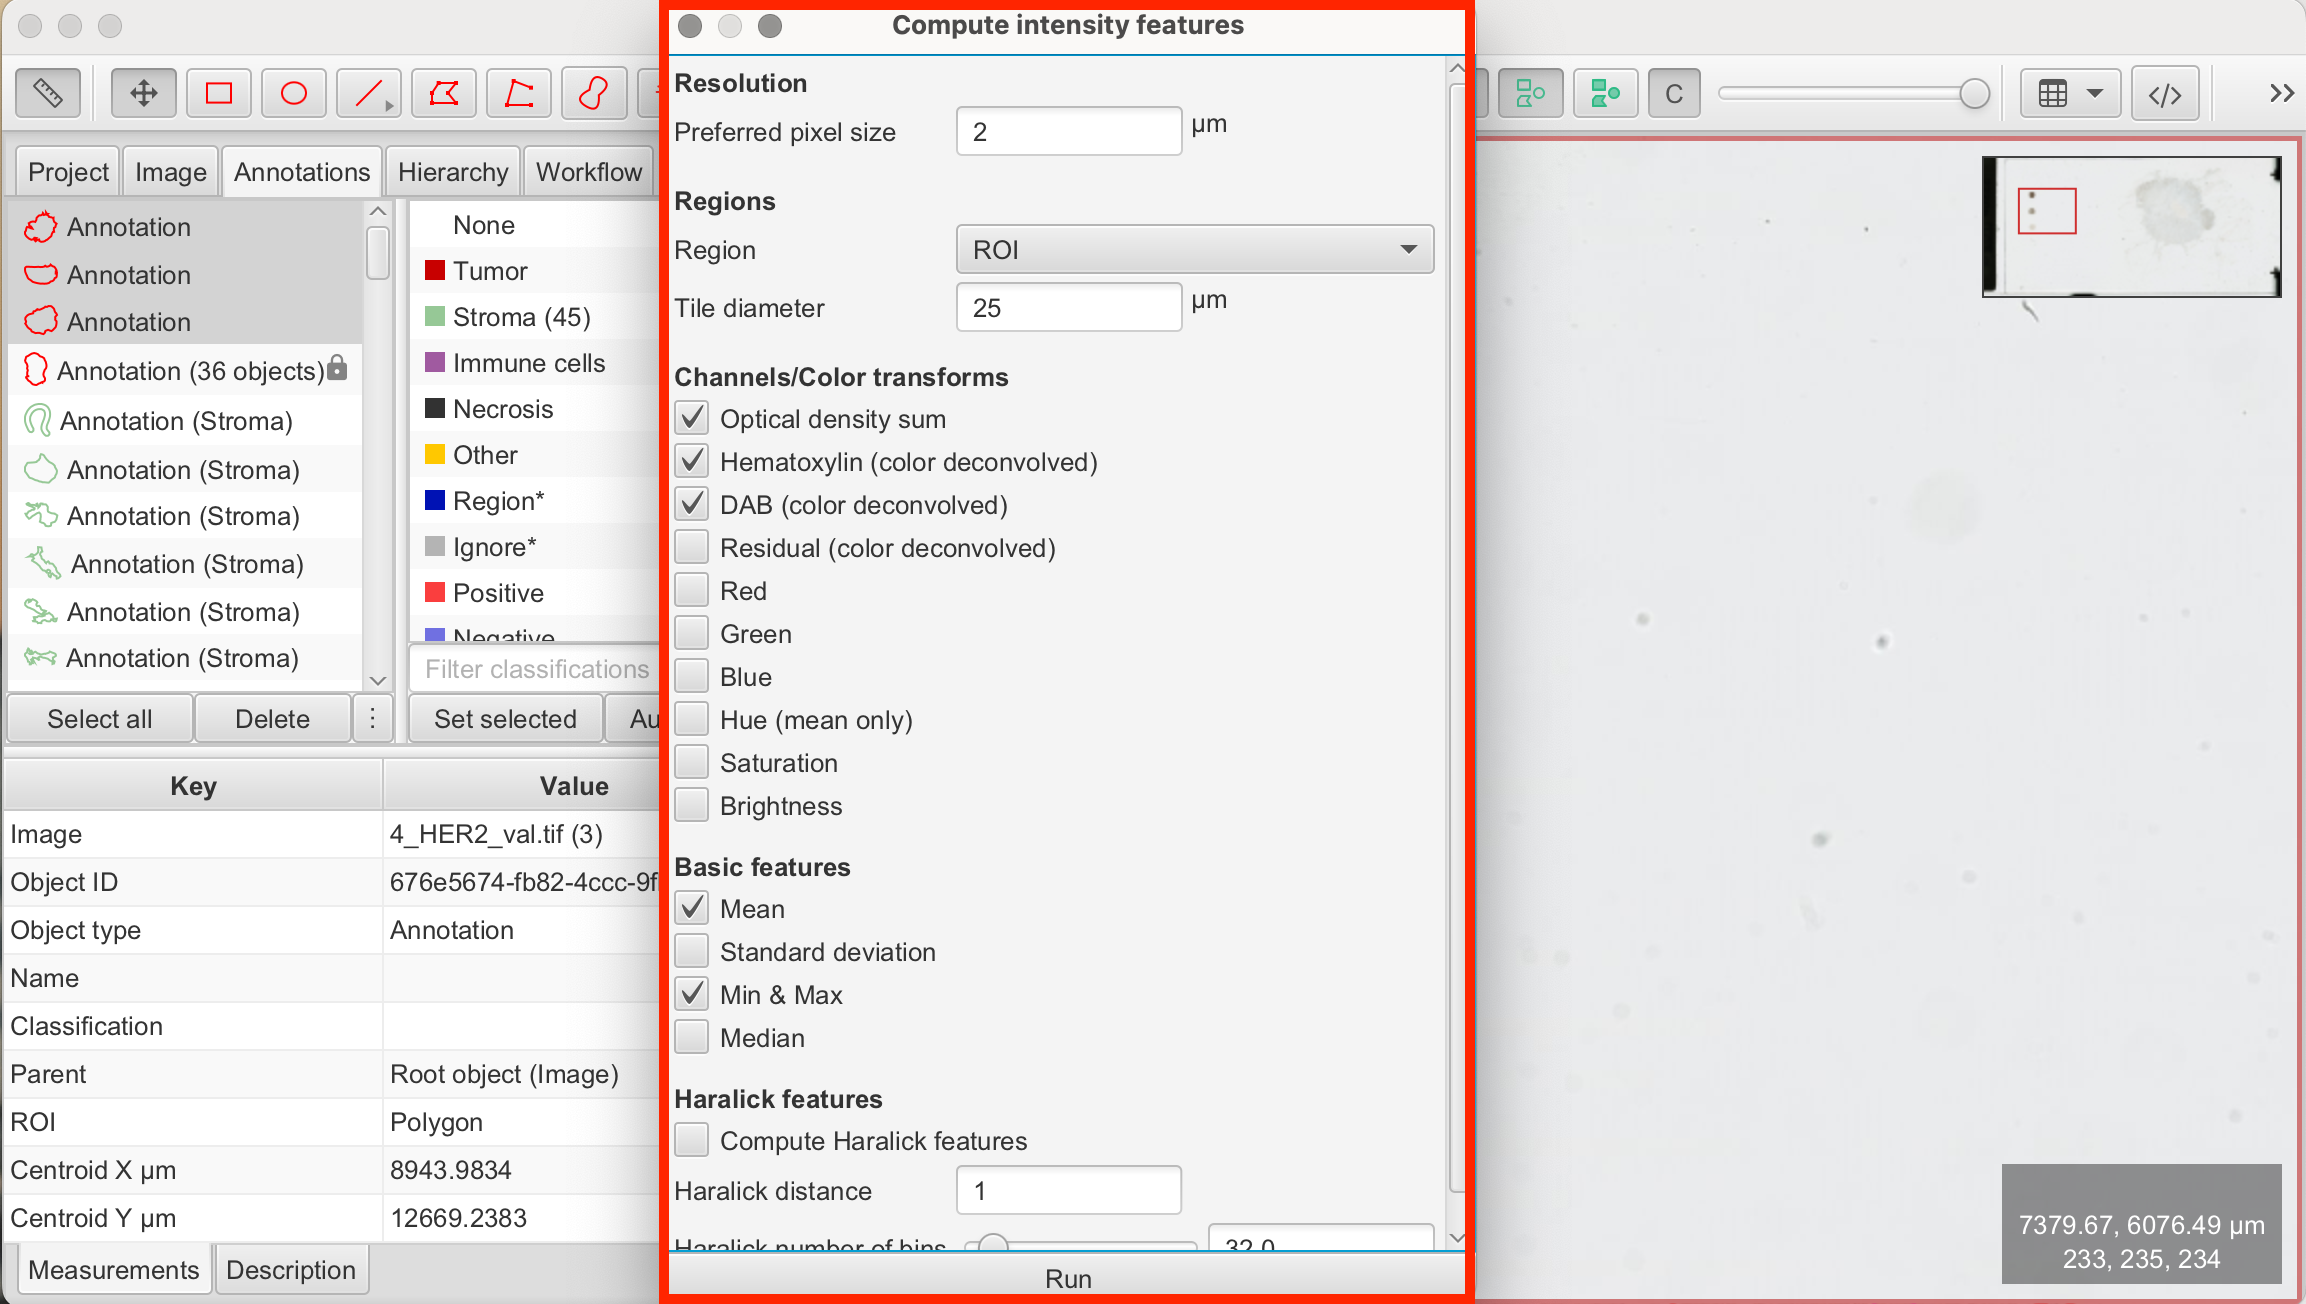 Compute intensity features
C
Project
Image
Annotations
Hierarchy
Workflow
Annotation
Annotation
Annotation
Annotation (36 objects)
Annotation (Stroma)
Annotation (Stroma)
Annotation (Stroma)
Annotation (Stroma)
Annotation (Stroma)
Annotation (Stroma)
Select all
Delete
None
Tumor
Stroma (45)
Immune cells
Necrosis
Other
Region*
Ignore*
Positive
Negative
Filter classifications
Set selected
Au
Key
Value
Image
4_HER2_val.tif (3)
Object ID
676e5674-fb82-4ccc-9f
Object type
Annotation
Name
Classification
Parent
Root object (Image)
ROI
Polygon
Centroid X µm
8943.9834
Centroid Y µm
12669.2383
Measurements
Description
Resolution
Preferred pixel size
2
µm
Regions
Region
ROI
Tile diameter
25
µm
Channels/Color transforms
Optical density sum
Hematoxylin (color deconvolved)
DAB (color deconvolved)
Residual (color deconvolved)
Red
Green
Blue
Hue (mean only)
Saturation
Brightness
Basic features
Mean
Standard deviation
Min & Max
Median
Haralick features
Compute Haralick features
Haralick distance
1
Haralick number of bins
32.0
Run
7379.67, 6076.49 µm
233, 235, 234